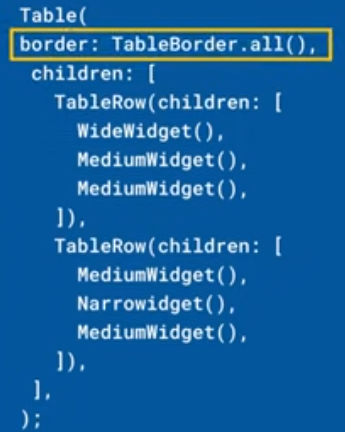 Table(
border: TableBorder.all(),
children: [
TableRow(children: [
WideWidget(),
MediumWidget(),
MediumWidget(),
]),
TableRow(children: [
MediumWidget(),
Narrowidget(),
MediumWidget(),
]),
],
);